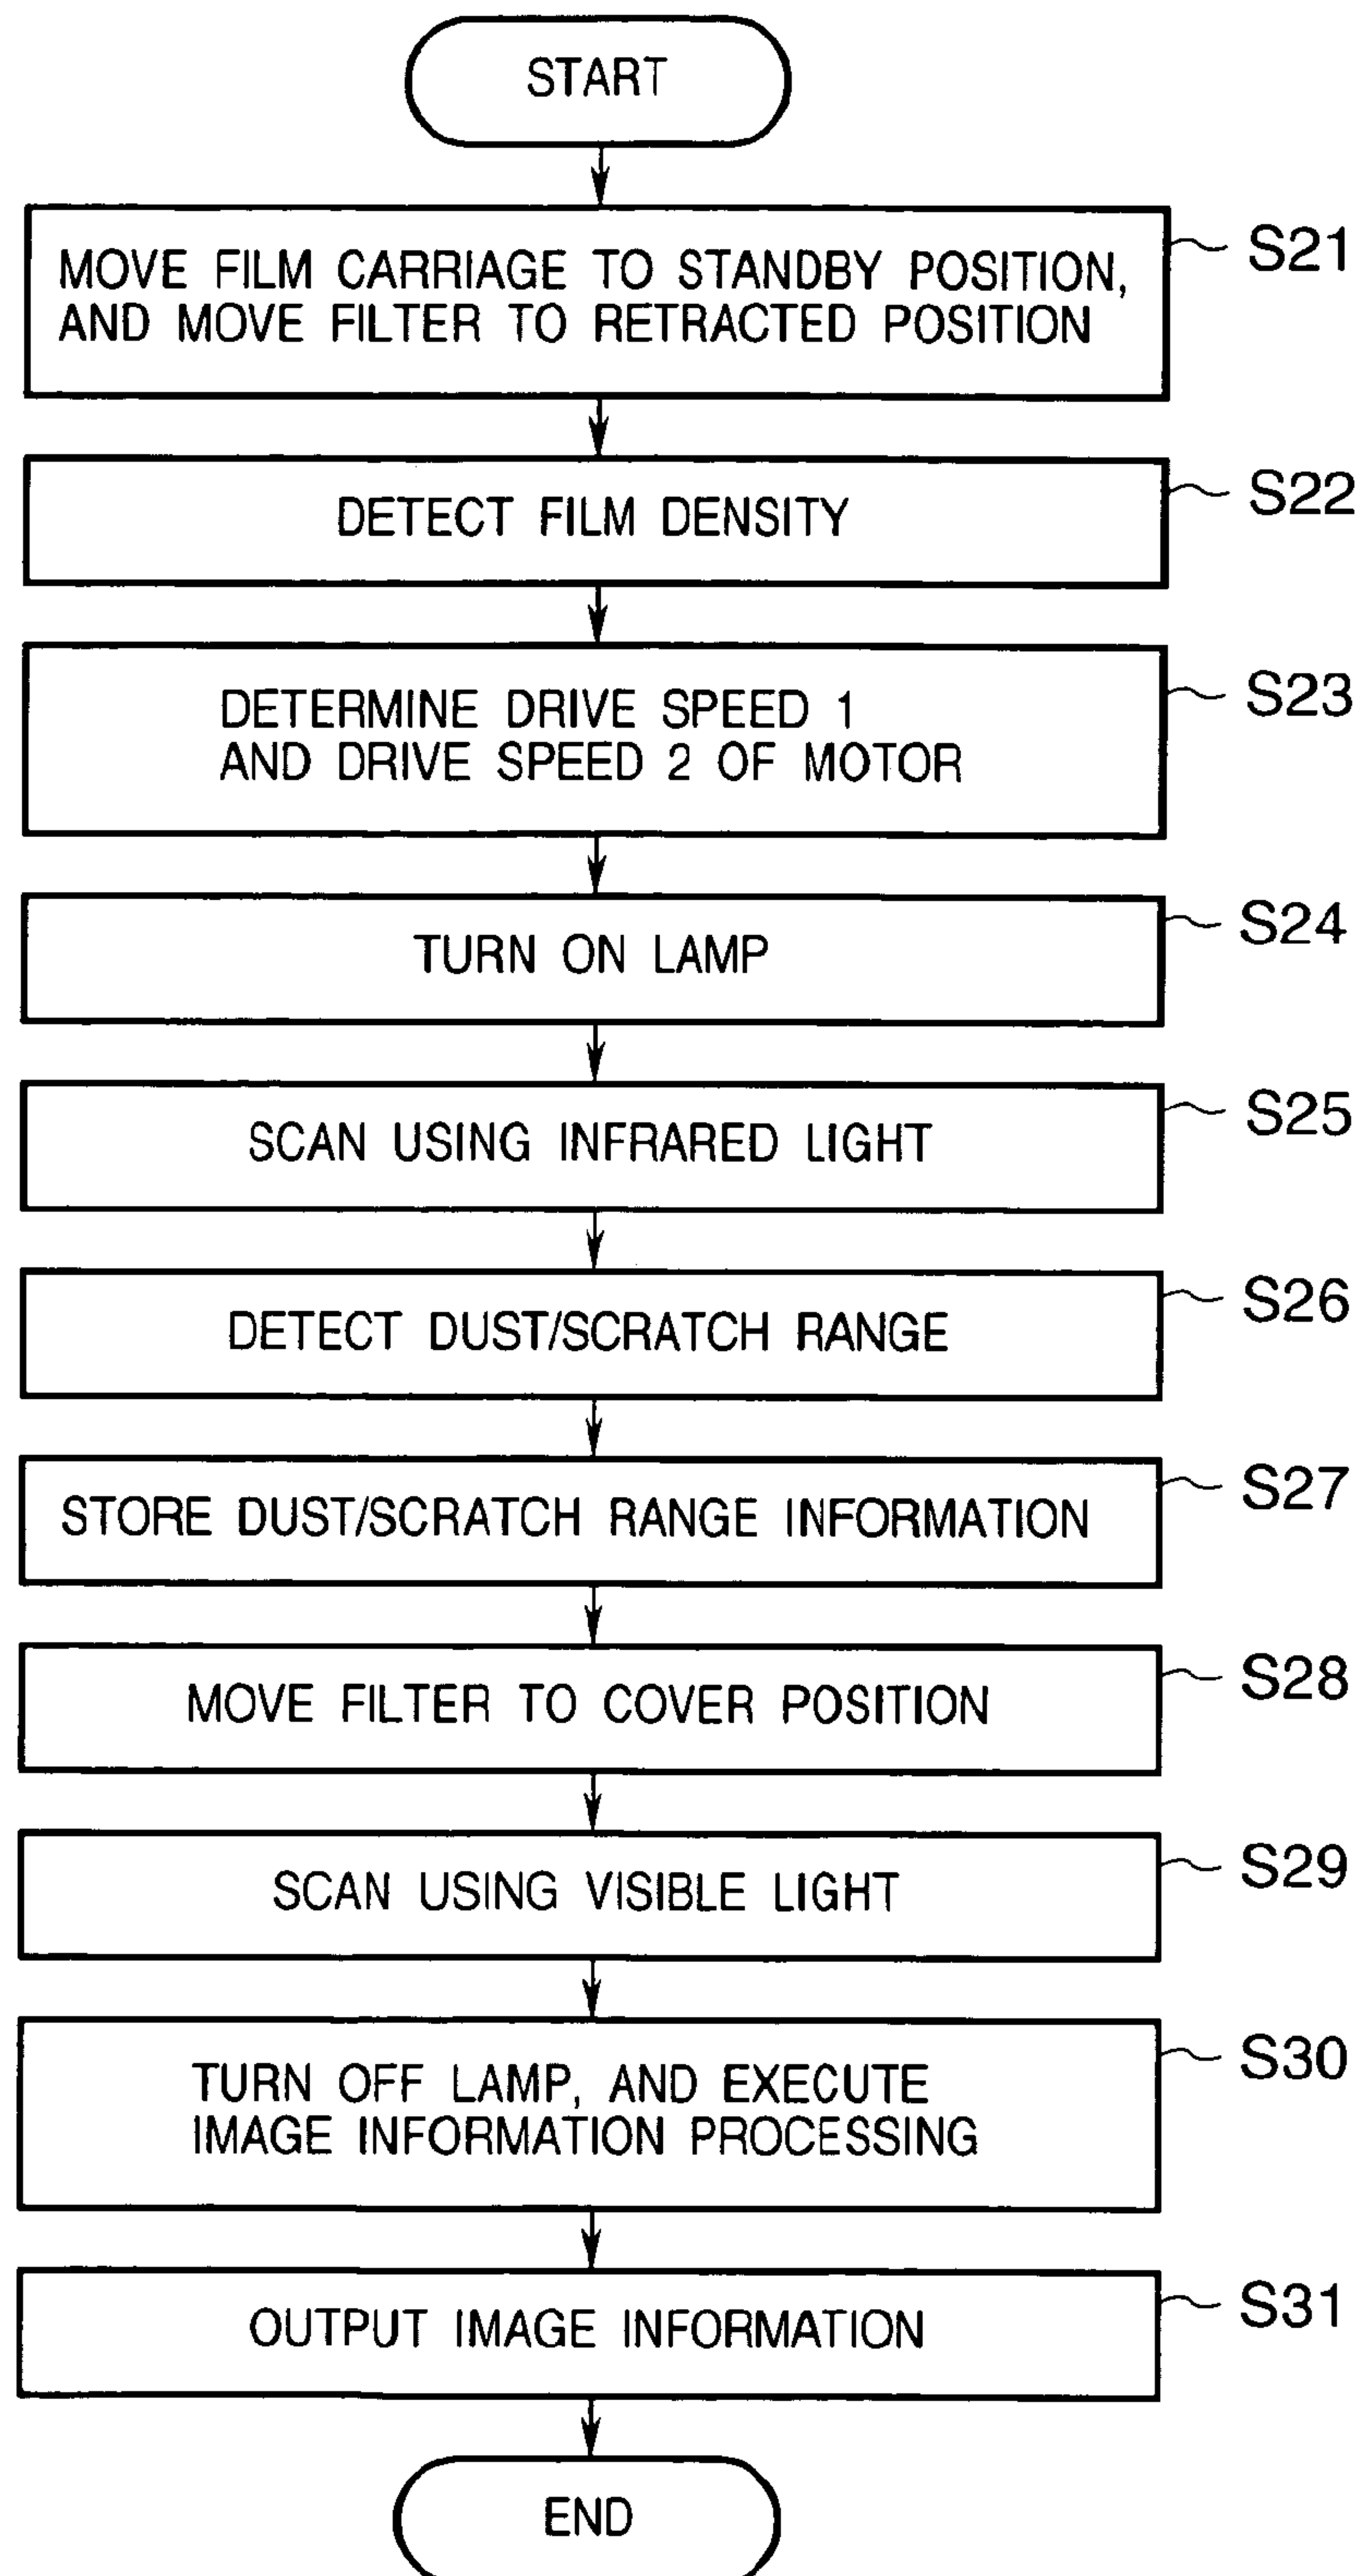 START
MOVE FILM CARRIAGE TO STANDBY POSITION,
AND MOVE FILTER TO RETRACTED POSITION
S21
DETECT FILM DENSITY
S22
DETERMINE DRIVE SPEED 1
AND DRIVE SPEED 2 OF MOTOR
S23
TURN ON LAMP
S24
SCAN USING INFRARED LIGHT
S25
DETECT DUST/SCRATCH RANGE
S26
STORE DUST/SCRATCH RANGE INFORMATION
S27
MOVE FILTER TO COVER POSITION
S28
SCAN USING VISIBLE LIGHT
S29
TURN OFF LAMP, AND EXECUTE
IMAGE INFORMATION PROCESSING
S30
OUTPUT IMAGE INFORMATION
S31
END